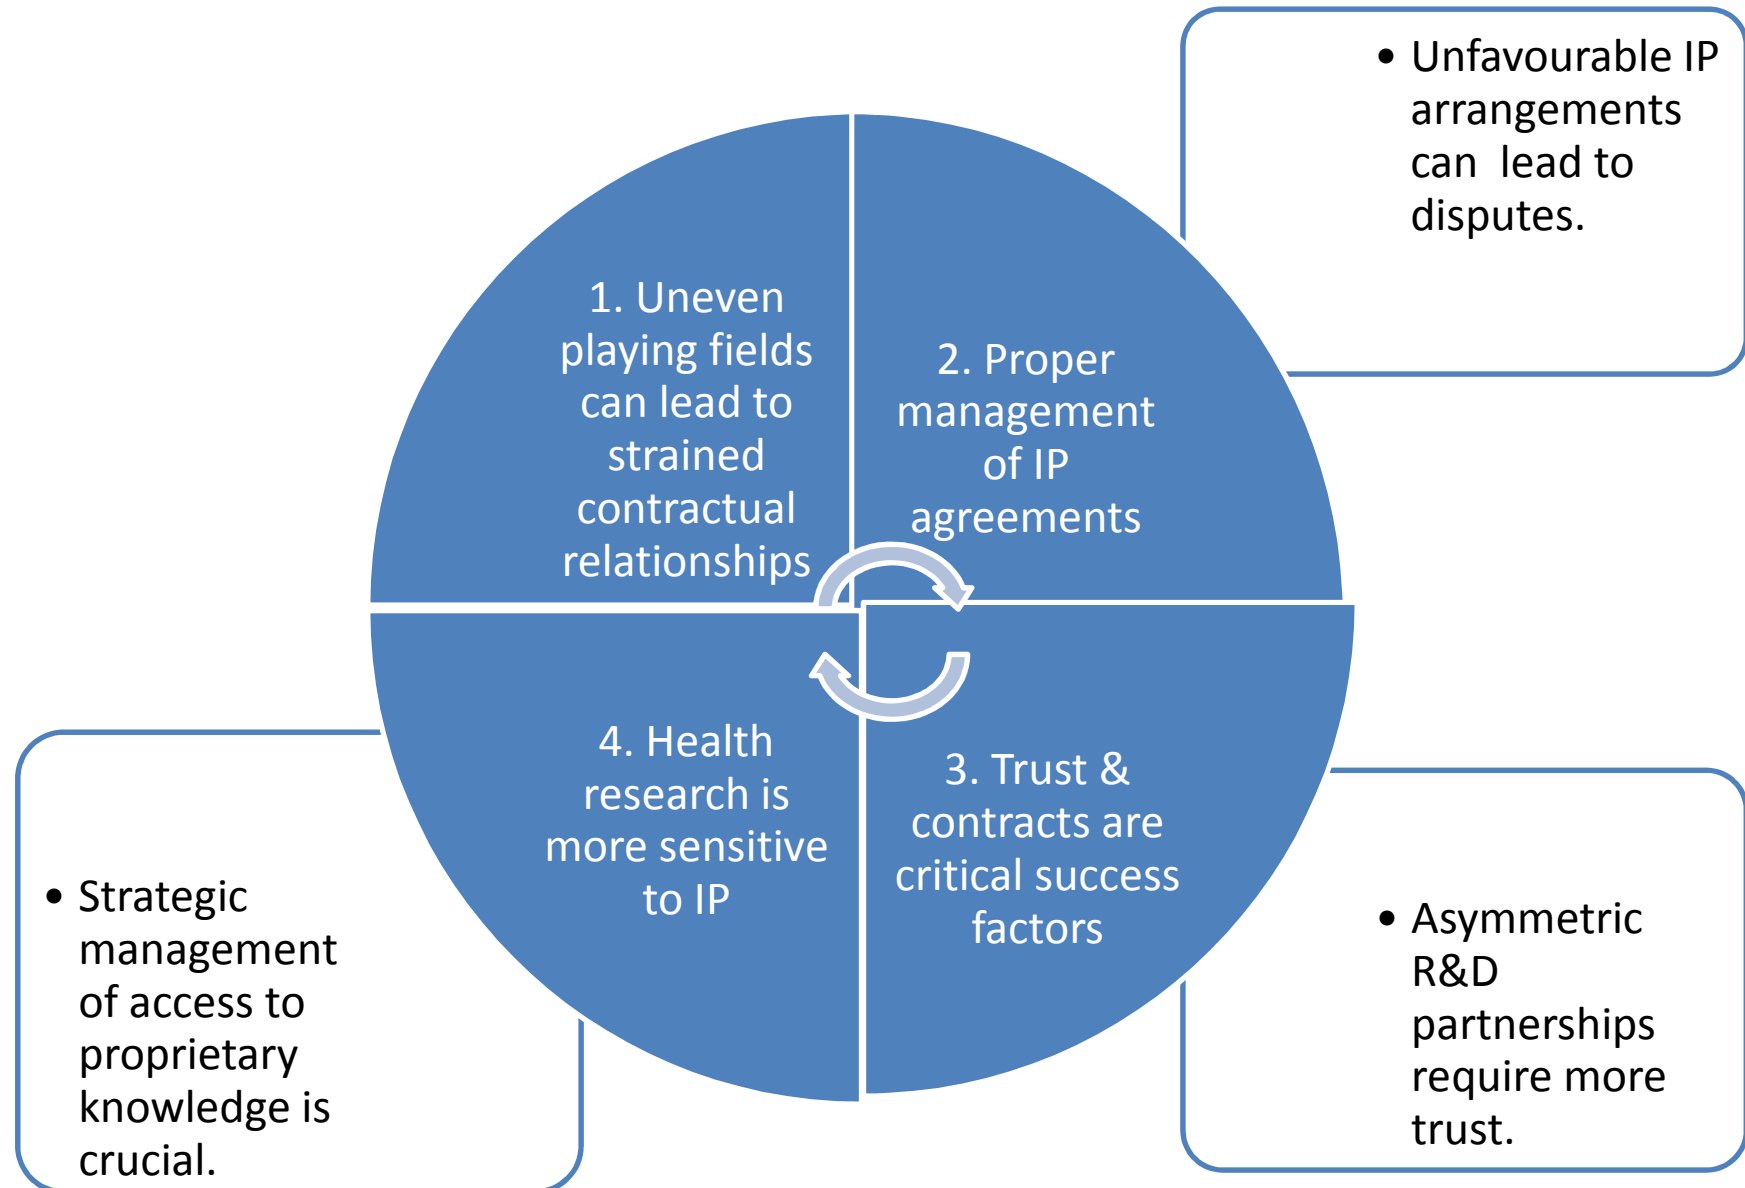 1. Uneven
playing fields
can lead to
strained
contractual
relationships
2. Proper
management
of IP
agreements
• Unfavourable IP
arrangements
can  lead to
disputes.
3. Trust &
contracts are
critical success
factors
• Asymmetric
R&D
partnerships
require more
trust.
4. Health
research is
more sensitive
to IP
• Strategic
management
of access to
proprietary
knowledge is
crucial.